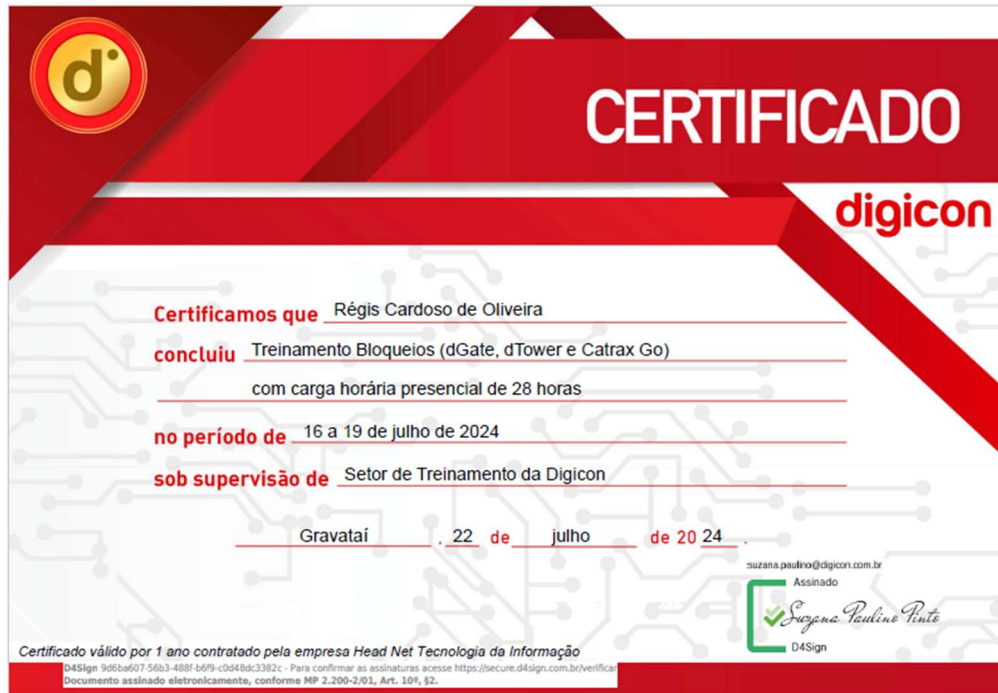 d
CERTIFICADO
digicon
Certificamos que Régis Cardoso de Oliveira
concluiu Treinamento Bloqueios (dGate, dTower e Catrax Go)
com carga horária presencial de 28 horas
no período de 16 a 19 de julho de 2024
sob supervisão de Setor de Treinamento da Digicon
Gravataí , 22 de julho de 20 24 .
suzana.paulino@digicon.com.br
Assinado
Suzana Paulino Pinto
D4Sign
Certificado válido por 1 ano contratado pela empresa Head Net Tecnologia da Informação
D4Sign 9d6ba607-56b3-488f-b6f9-c0d48dc3382c - Para confirmar as assinaturas acesse https://secure.d4sign.com.br/verificar
Documento assinado eletronicamente, conforme MP 2.200-2/01, Art. 10º, §2.